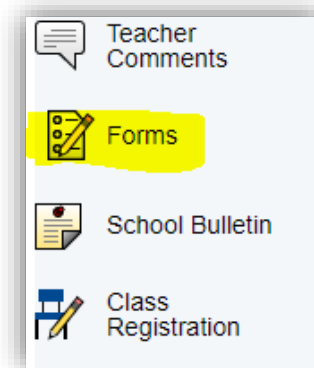 Teacher
Comments
Forms
School Bulletin
Class
Registration